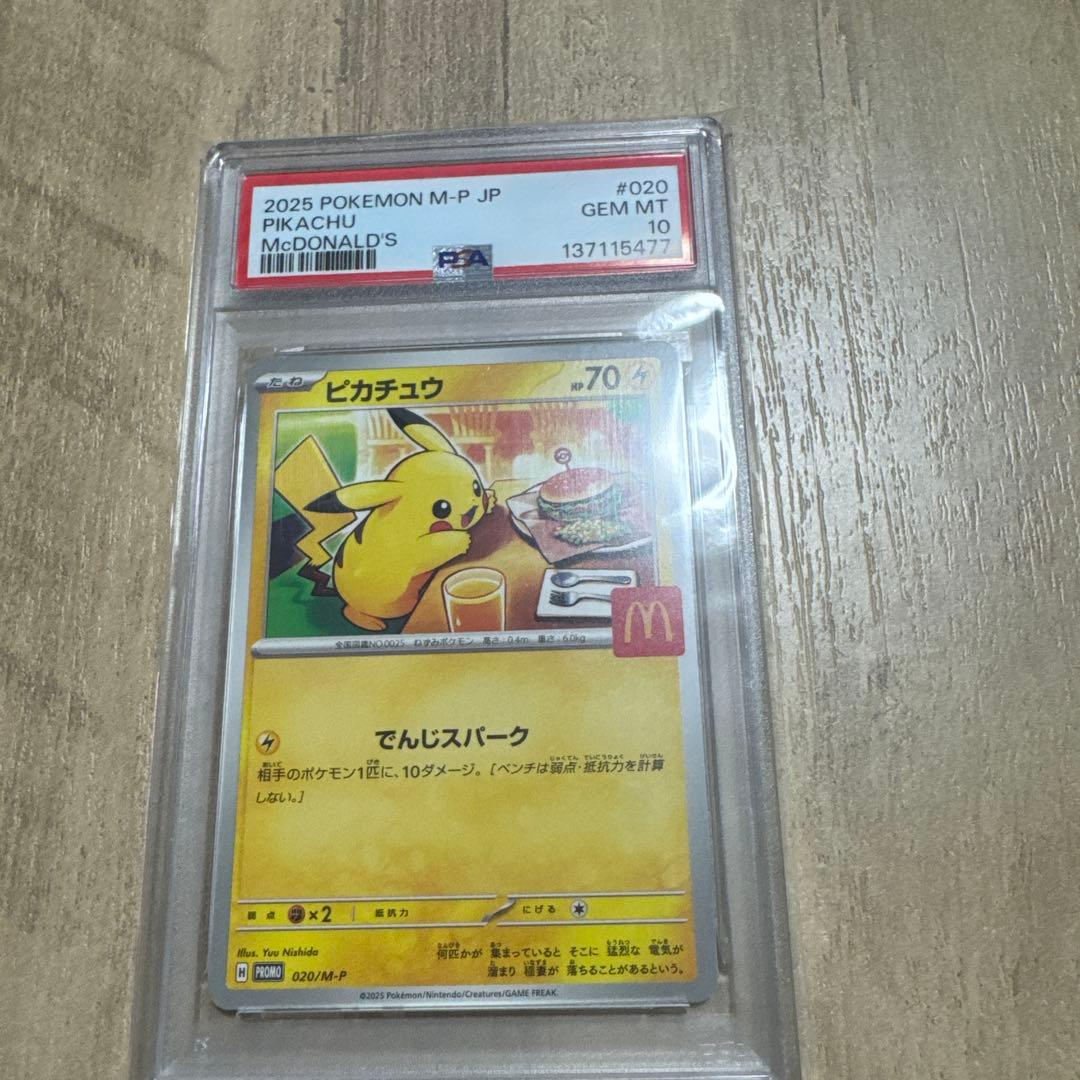 2025 POKEMON M-P JP #020
PIKACHU GEM MT
McDONALD'S 10
PSA 137115477
たね ピカチュウ HP70
全国図鑑NO.0025 ねずみポケモン 高さ:0.4m 重さ:6.0kg
M
でんじスパーク
相手のポケモン1匹に、10ダメージ。[ベンチは弱点・抵抗力を計算
しない。]
弱点 ×2 抵抗力 にげる
Illus. Yuu Nishida
何匹かが 集まっていると そこに 猛烈な 電気が
溜まり 稲妻が 落ちることがあるという。
H PROMO 020/M-P
©2025 Pokémon/Nintendo/Creatures/GAME FREAK.